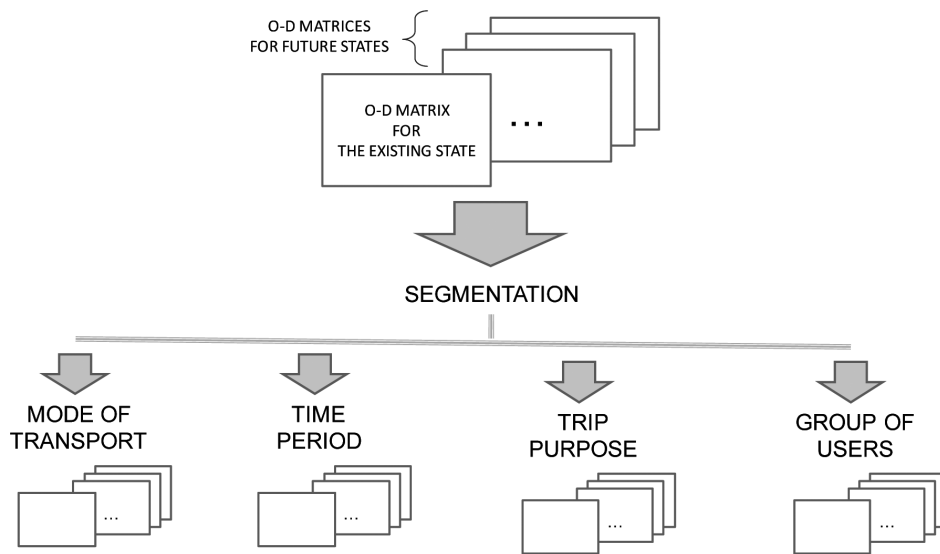 O-D MATRICES
FOR FUTURE STATES
O-D MATRIX
FOR
THE EXISTING STATE
...
SEGMENTATION
MODE OF
TRANSPORT
...
TIME
PERIOD
...
TRIP
PURPOSE
...
GROUP OF
USERS
...